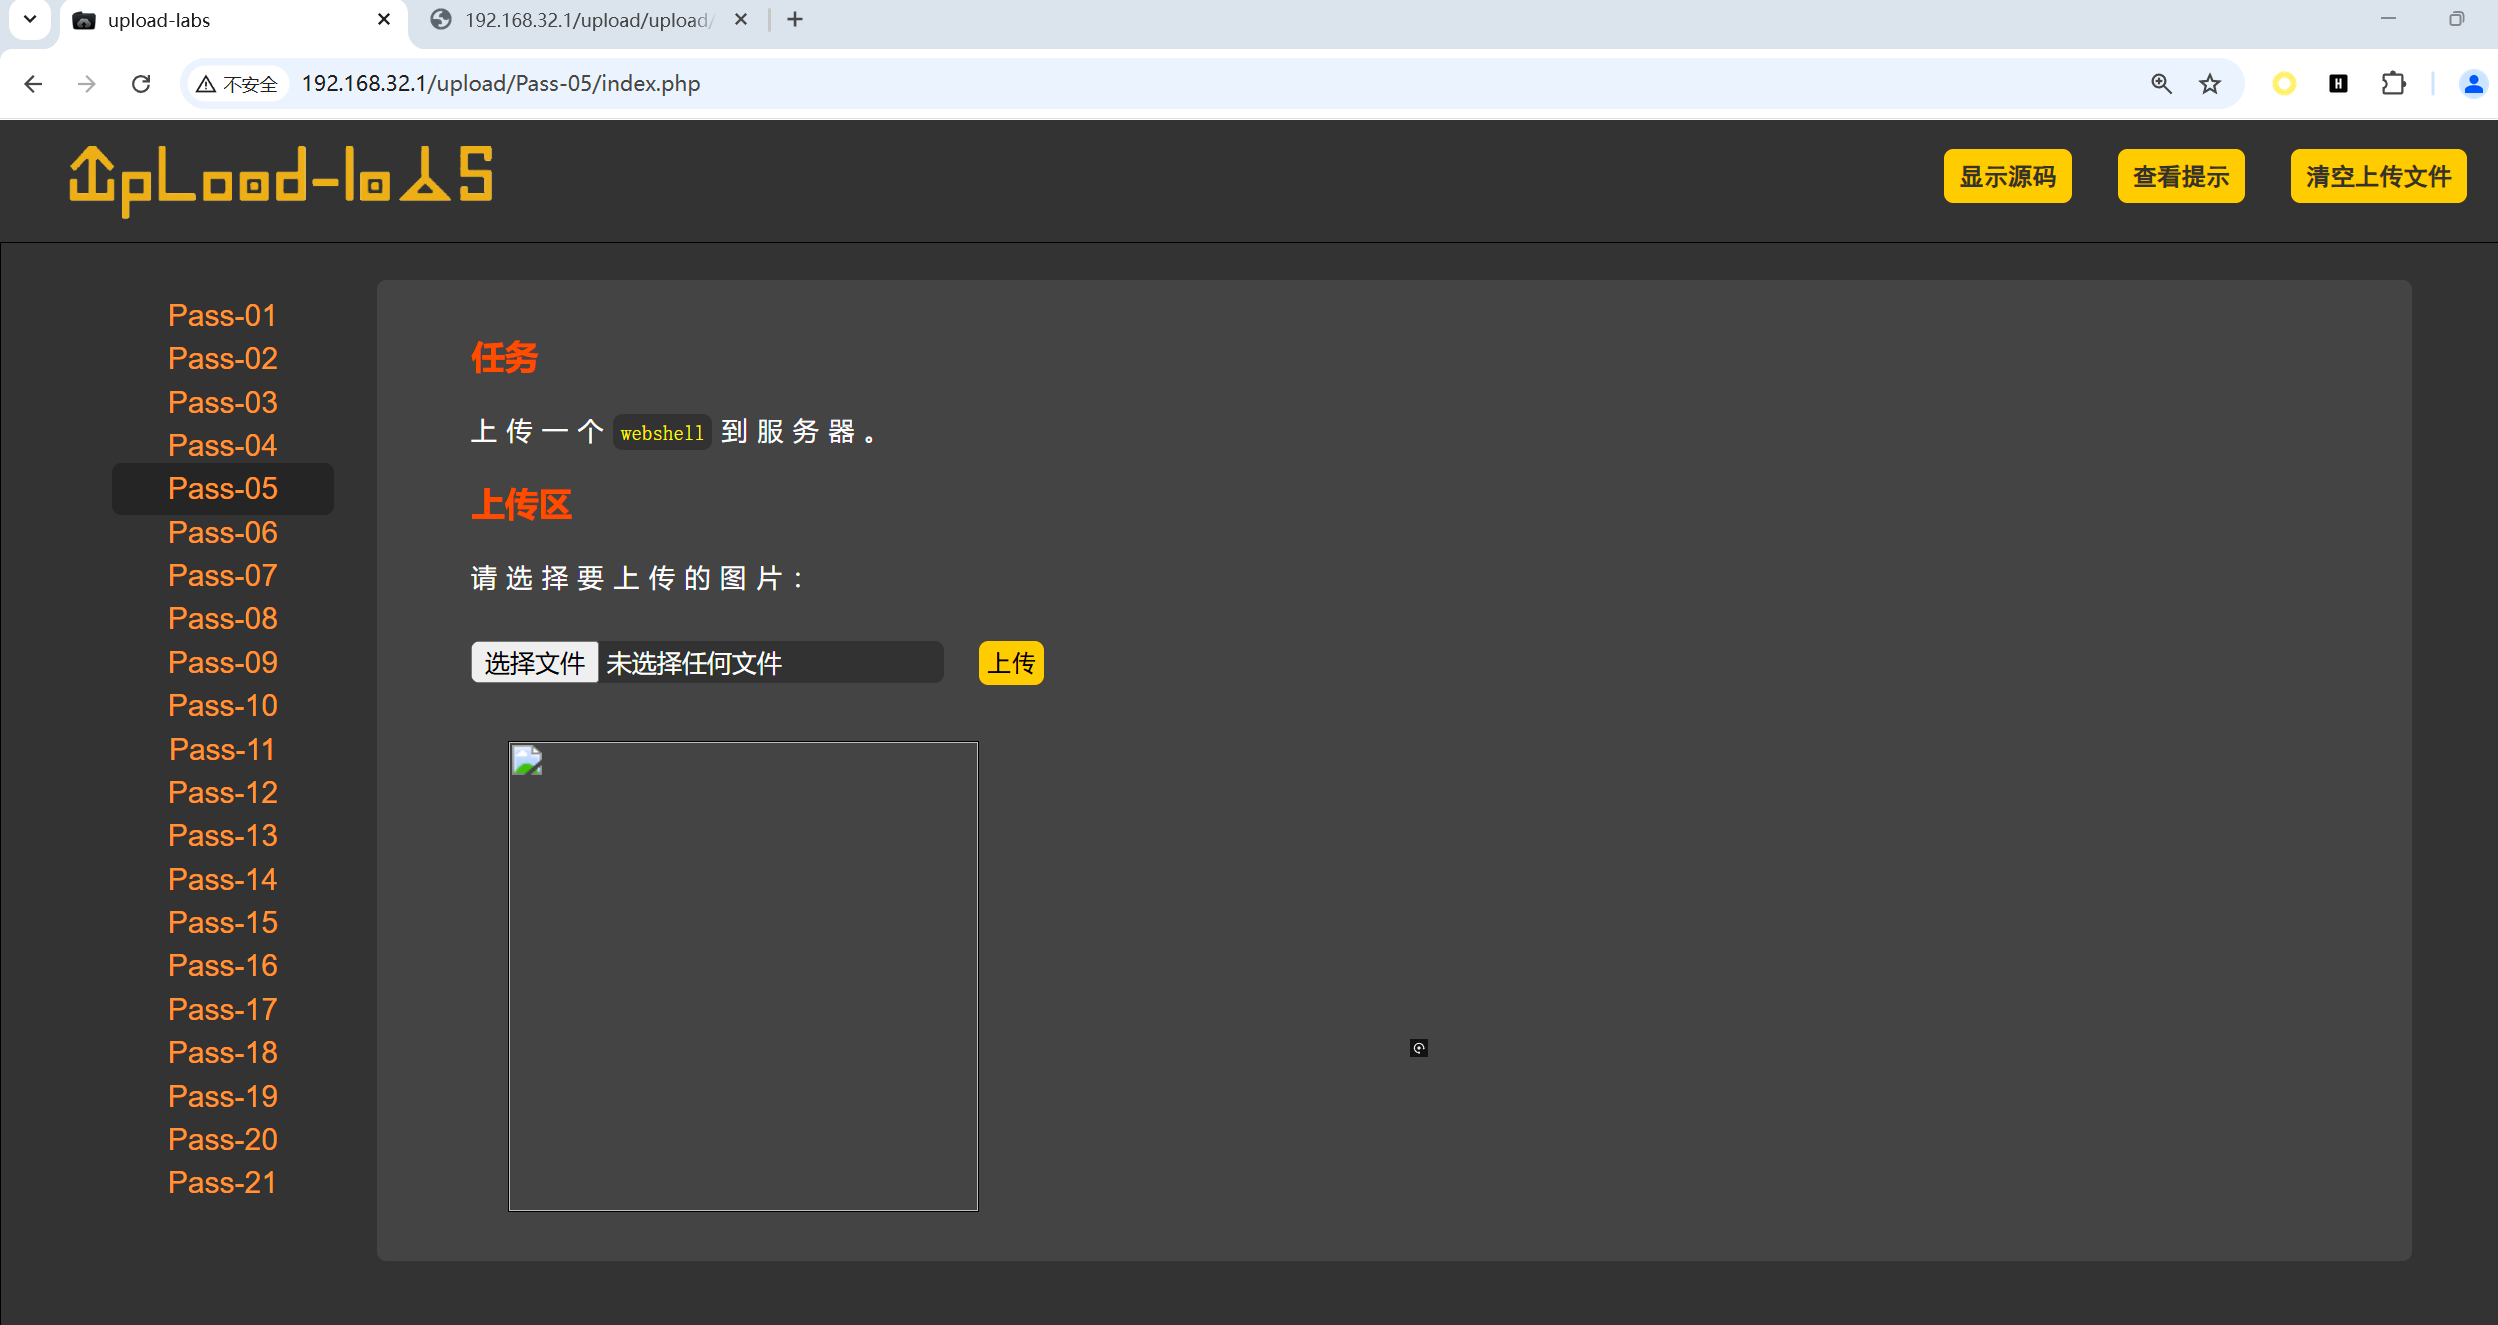 upload-labs
192.168.32.1/upload/upload/
不安全
192.168.32.1/upload/Pass-05/index.php
UpLoad-labs
显示源码
查看提示
清空上传文件
Pass-01
Pass-02
Pass-03
Pass-04
Pass-05
Pass-06
Pass-07
Pass-08
Pass-09
Pass-10
Pass-11
Pass-12
Pass-13
Pass-14
Pass-15
Pass-16
Pass-17
Pass-18
Pass-19
Pass-20
Pass-21
任务
上传一个 webshell 到服务器。
上传区
请选择要上传的图片：
选择文件 未选择任何文件 上传